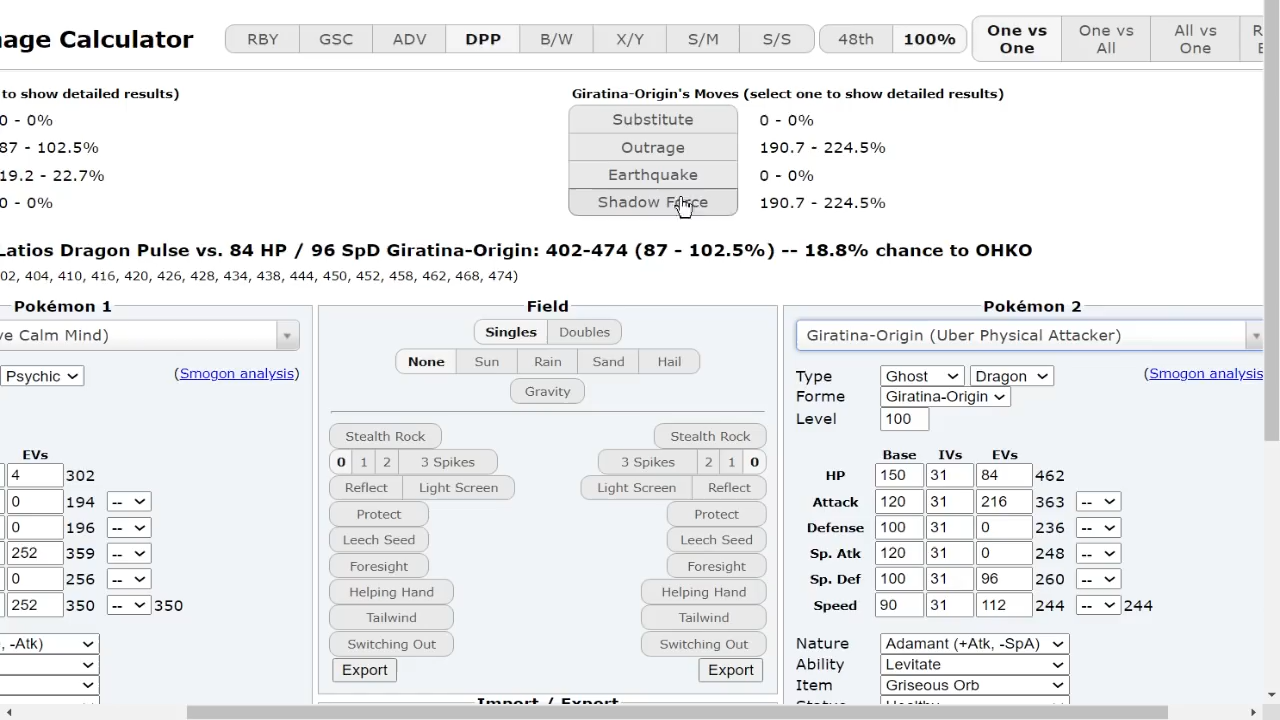 mage Calculator RBY GSC ADV DPP B/W X/Y S/M S/S 48th 100% One vs One One vs All All vs One
to show detailed results) Giratina-Origin's Moves (select one to show detailed results)
0 - 0% Substitute 0 - 0%
87 - 102.5% Outrage 190.7 - 224.5%
19.2 - 22.7% Earthquake 0 - 0%
0 - 0% Shadow Force 190.7 - 224.5%
Latios Dragon Pulse vs. 84 HP / 96 SpD Giratina-Origin: 402-474 (87 - 102.5%) -- 18.8% chance to OHKO
02, 404, 410, 416, 420, 426, 428, 434, 438, 444, 450, 452, 458, 462, 468, 474)
Pokémon 1
ve Calm Mind)
Psychic (Smogon analysis)
EVs
4 302
0 194 --
0 196 --
252 359 --
0 256 --
252 350 -- 350
, -Atk)
Field
Singles Doubles
None Sun Rain Sand Hail
Gravity
Stealth Rock Stealth Rock
0 1 2 3 Spikes 3 Spikes 2 1 0
Reflect Light Screen Light Screen Reflect
Protect Protect
Leech Seed Leech Seed
Foresight Foresight
Helping Hand Helping Hand
Tailwind Tailwind
Switching Out Switching Out
Export Export
Import / Export
Pokémon 2
Giratina-Origin (Uber Physical Attacker)
Type Ghost Dragon (Smogon analysis
Forme Giratina-Origin
Level 100
Base IVs EVs
HP 150 31 84 462
Attack 120 31 216 363 --
Defense 100 31 0 236 --
Sp. Atk 120 31 0 248 --
Sp. Def 100 31 96 260 --
Speed 90 31 112 244 -- 244
Nature Adamant (+Atk, -SpA)
Ability Levitate
Item Griseous Orb
Status Healthy